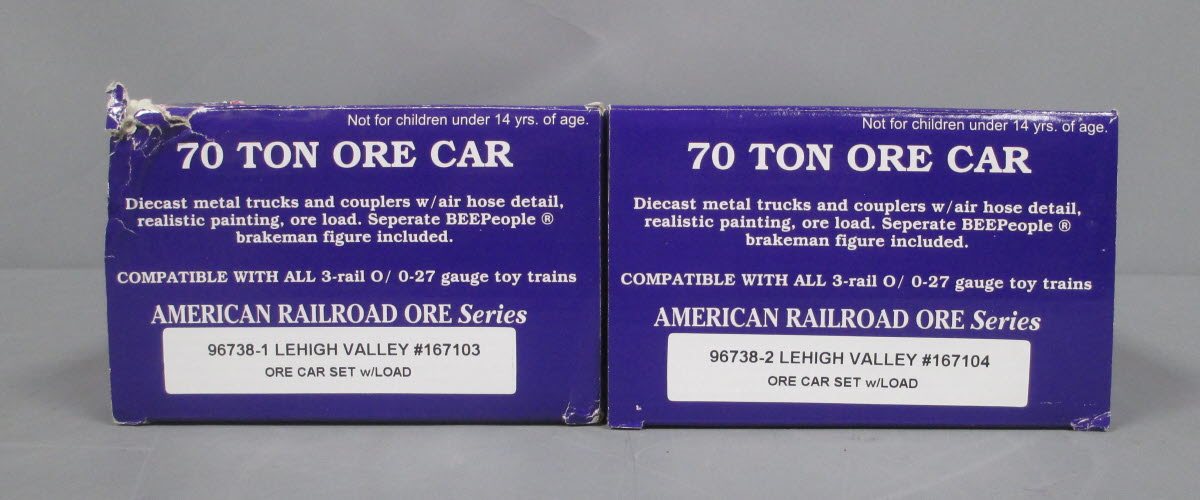 Not for children under 14 yrs. of age.
70 TON ORE CAR
Diecast metal trucks and couplers w/air hose detail,
realistic painting, ore load. Seperate BEEPeople ®
brakeman figure included.
COMPATIBLE WITH ALL 3-rail O/ 0-27 gauge toy trains
AMERICAN RAILROAD ORE Series
96738-1 LEHIGH VALLEY #167103
ORE CAR SET w/LOAD
Not for children under 14 yrs. of age.
70 TON ORE CAR
Diecast metal trucks and couplers w/air hose detail,
realistic painting, ore load. Seperate BEEPeople ®
brakeman figure included.
COMPATIBLE WITH ALL 3-rail O/ 0-27 gauge toy trains
AMERICAN RAILROAD ORE Series
96738-2 LEHIGH VALLEY #167104
ORE CAR SET w/LOAD